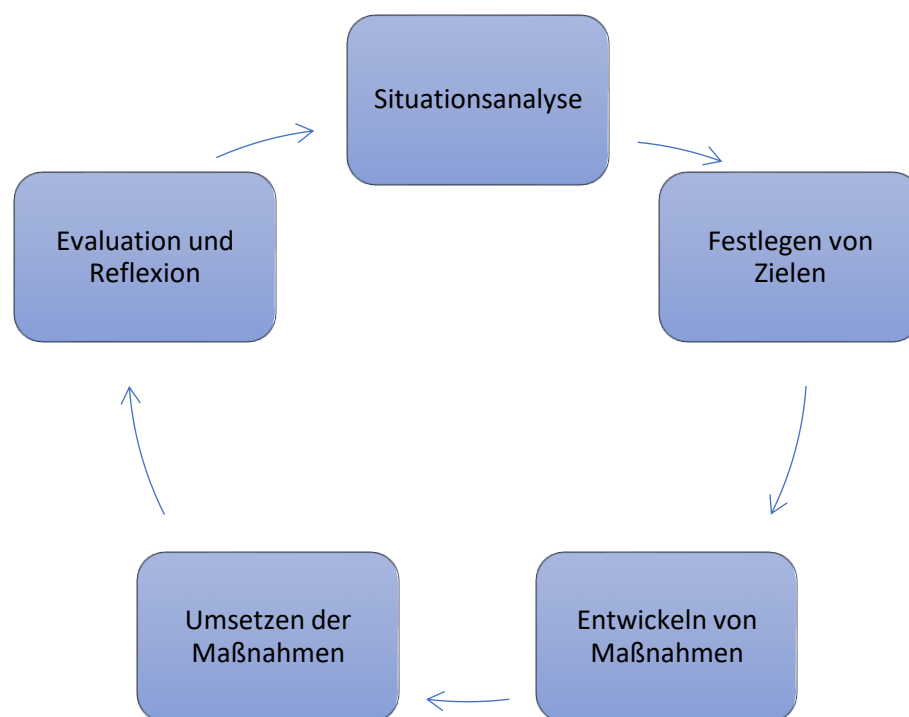 Situationsanalyse
Festlegen von
Zielen
Entwickeln von
Maßnahmen
Umsetzen der
Maßnahmen
Evaluation und
Reflexion